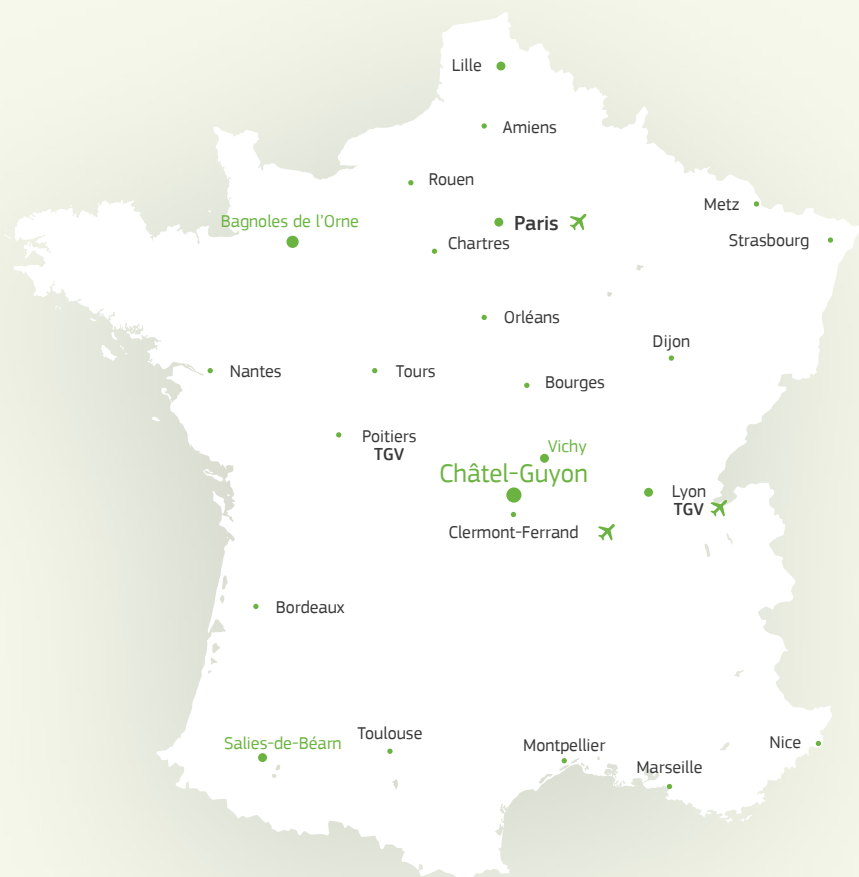 Lille
Amiens
Rouen
Metz
Bagnoles de l'Orne
Paris
Chartres
Strasbourg
Orléans
Dijon
Nantes
Tours
Bourges
Poitiers
TGV
Vichy
Châtel-Guyon
Lyon
TGV
Clermont-Ferrand
Bordeaux
Salies-de-Béarn
Toulouse
Montpellier
Nice
Marseille